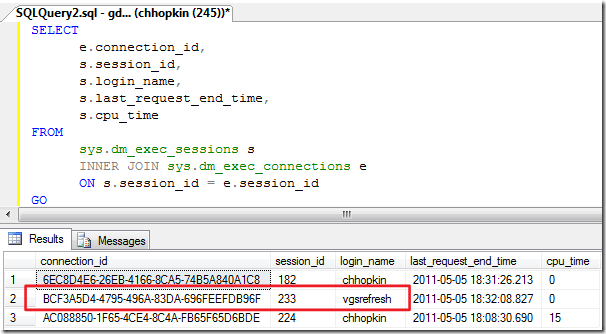 SQLQuery2.sql - gd... (chhopkin (245))*
SELECT
e.connection_id,
s.session_id,
s.login_name,
s.last_request_end_time,
s.cpu_time
FROM
sys.dm_exec_sessions s
INNER JOIN sys.dm_exec_connections e
ON s.session_id = e.session_id
GO
Results Messages
connection_id session_id login_name last_request_end_time cpu_time
1 6EC8D4E6-26EB-4166-8CA5-74B5A840A1C8 182 chhopkin 2011-05-05 18:31:26.213 0
2 BCF3A5D4-4795-496A-83DA-696FEEFDB96F 233 vgsrefresh 2011-05-05 18:32:08.827 0
3 AC088850-1F65-4CE4-8C4A-FB65F65D6BDE 224 chhopkin 2011-05-05 18:08:30.690 15